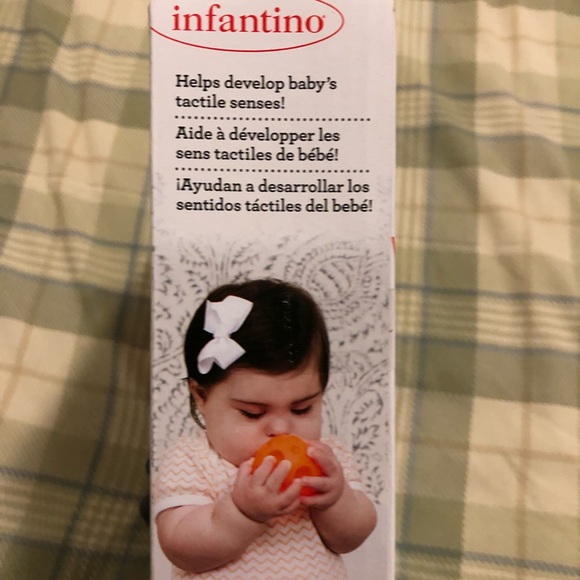 infantino
Helps develop baby's
tactile senses!
Aide à développer les
sens tactiles de bébé!
¡Ayudan a desarrollar los
sentidos táctiles del bebé!